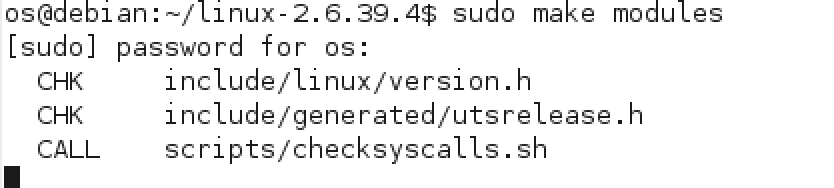 os@debian:~/linux-2.6.39.4$ sudo make modules
[sudo] password for os:
  CHK     include/linux/version.h
  CHK     include/generated/utsrelease.h
  CALL    scripts/checksyscalls.sh